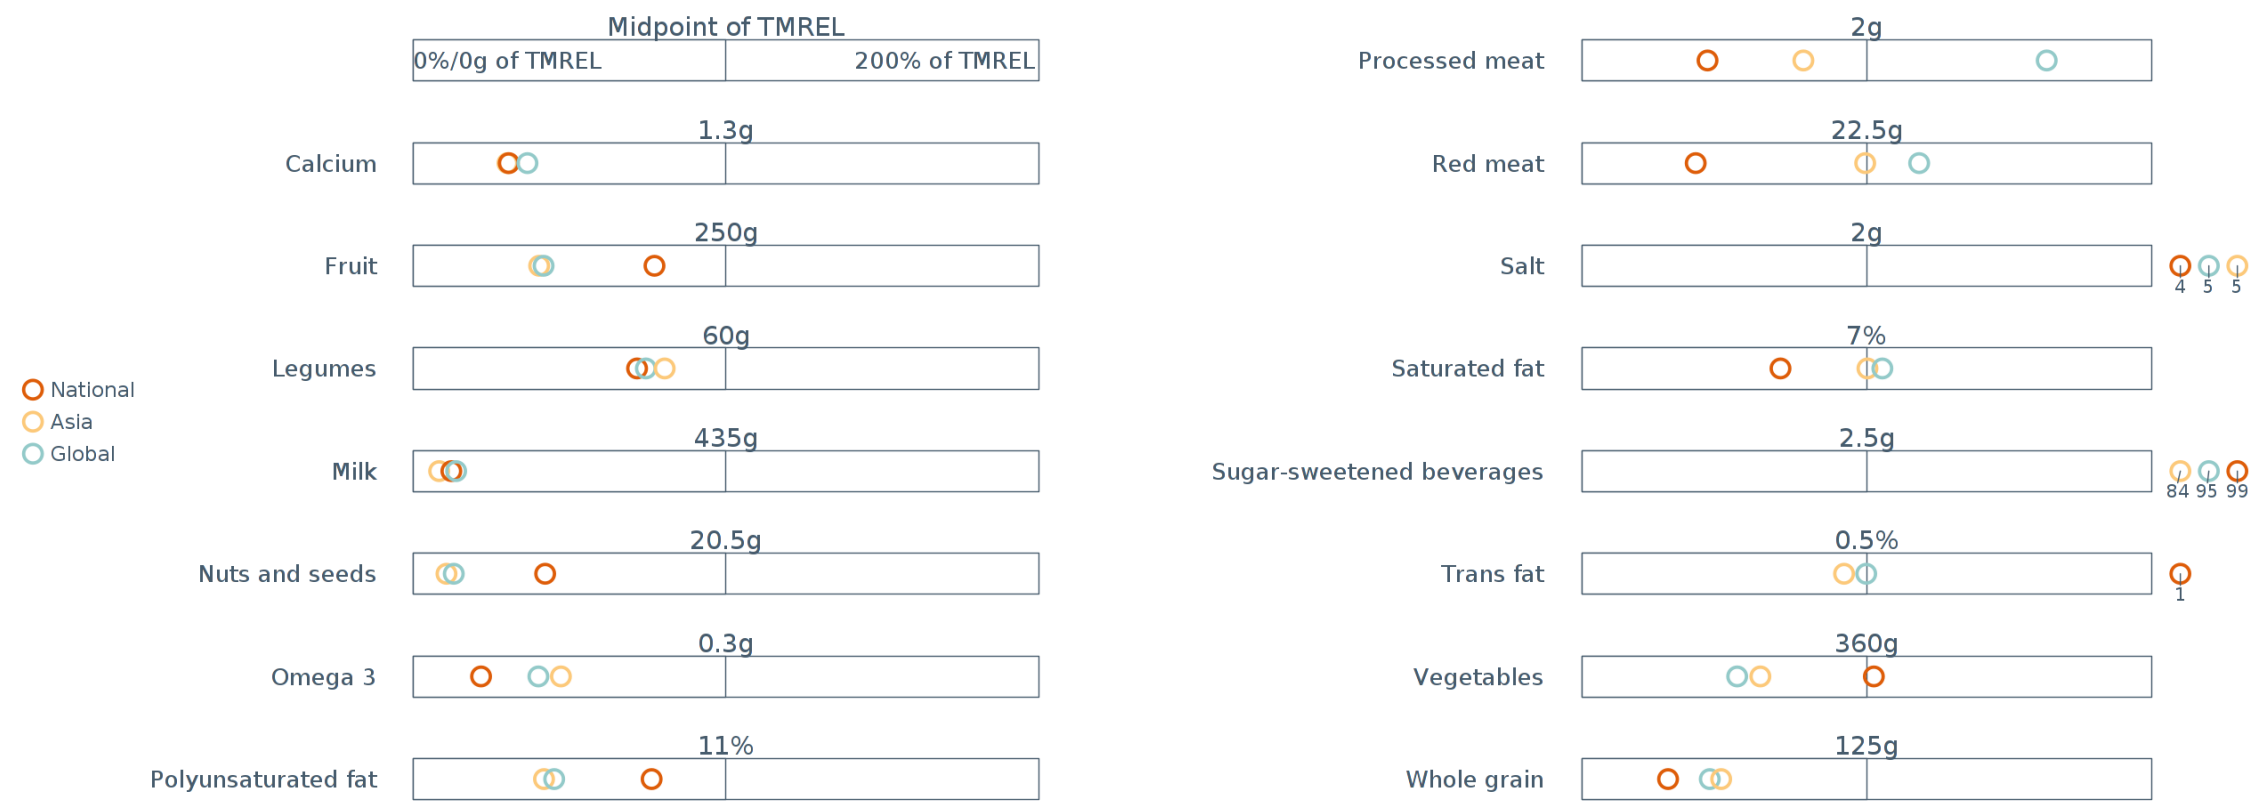 Midpoint of TMREL
0%/0g of TMREL
200% of TMREL
1.3g
Calcium
250g
Fruit
60g
Legumes
435g
Milk
20.5g
Nuts and seeds
0.3g
Omega 3
11%
Polyunsaturated fat
National
Asia
Global
2g
Processed meat
22.5g
Red meat
2g
Salt
4 5 5
7%
Saturated fat
2.5g
Sugar-sweetened beverages
84 95 99
0.5%
Trans fat
1
360g
Vegetables
125g
Whole grain